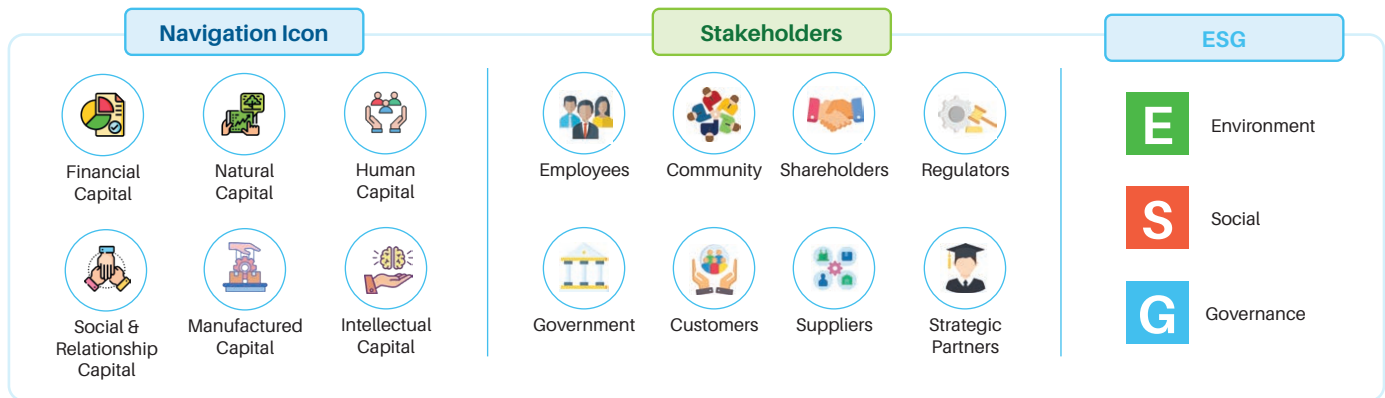 Navigation Icon
Financial
Capital
Natural
Capital
Human
Capital
Social &
Relationship
Capital
Manufactured
Capital
Intellectual
Capital
Stakeholders
Employees
Community
Shareholders
Regulators
Government
Customers
Suppliers
Strategic
Partners
ESG
E
Environment
S
Social
G
Governance